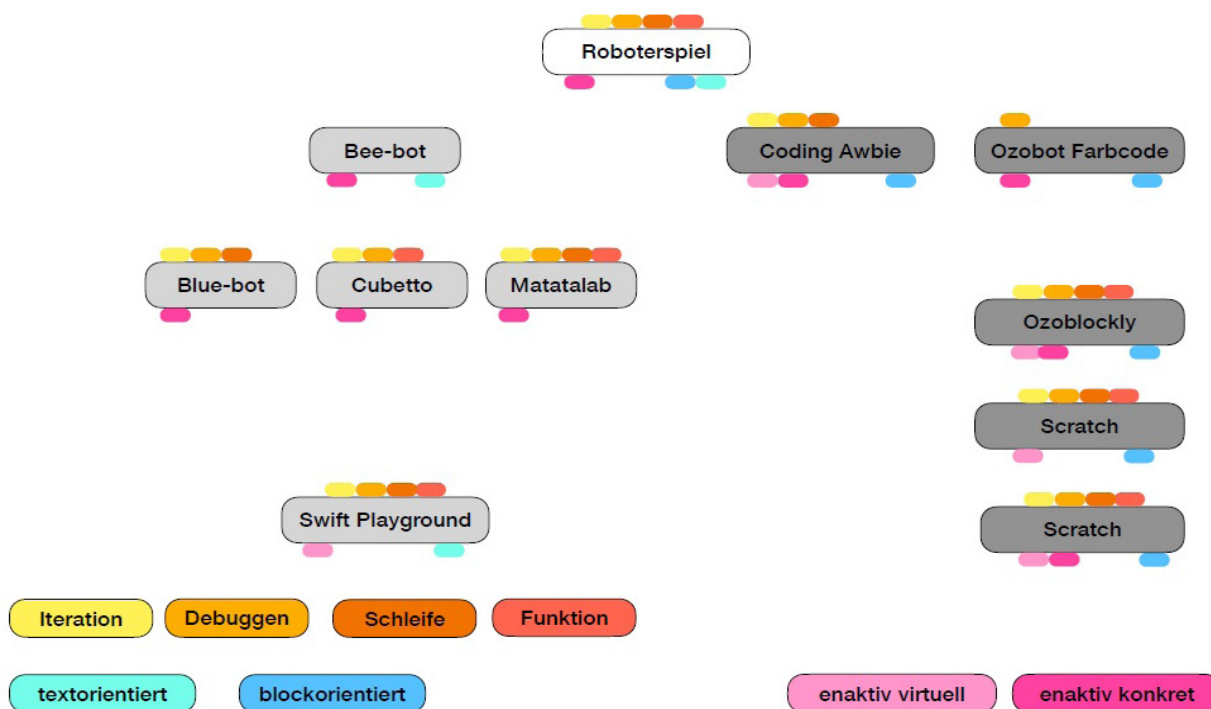 Roboterspiel
Bee-bot
Coding Awbie
Ozobot Farbcode
Blue-bot
Cubetto
Matatalab
Ozoblockly
Scratch
Swift Playground
Scratch
Iteration
Debuggen
Schleife
Funktion
textorientiert
blockorientiert
enaktiv virtuell
enaktiv konkret